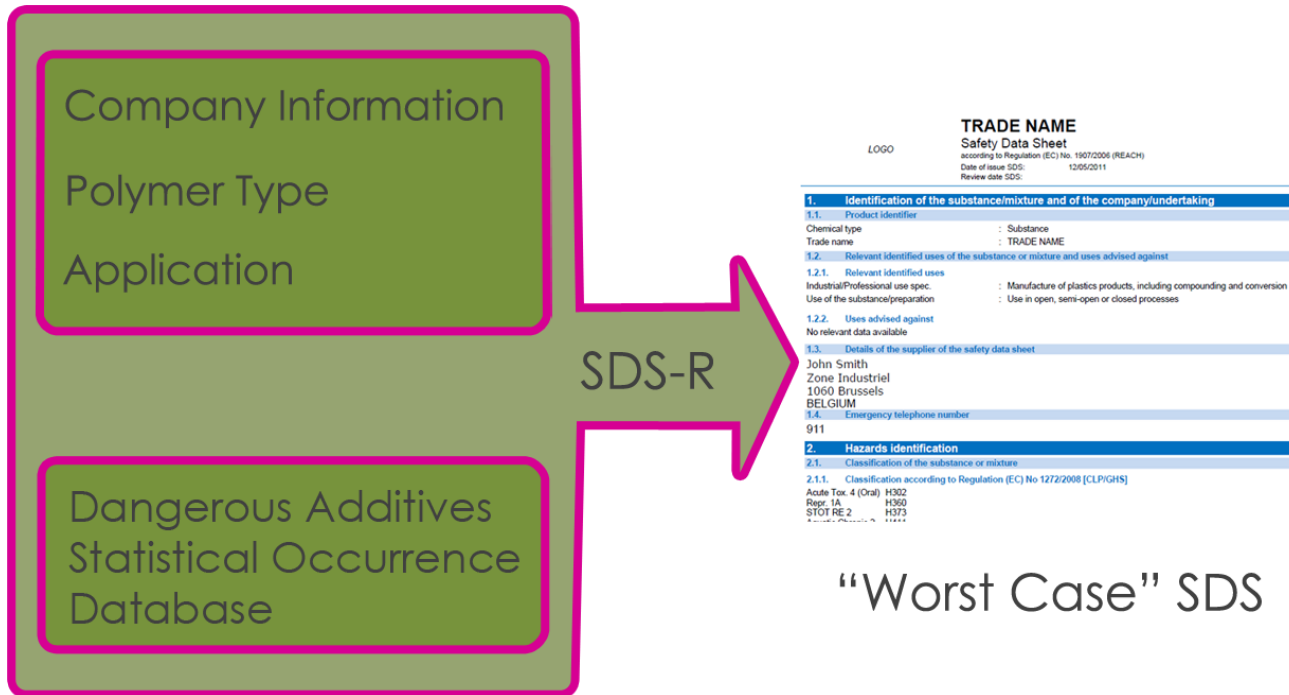 Company Information
Polymer Type
Application
Dangerous Additives
Statistical Occurrence
Database
SDS-R
LOGO
TRADE NAME
Safety Data Sheet
according to Regulation (EC) No. 1907/2006 (REACH)
Date of issue SDS: 12/05/2011
Review date SDS:
1. Identification of the substance/mixture and of the company/undertaking
1.1. Product identifier
Chemical type : Substance
Trade name : TRADE NAME
1.2. Relevant identified uses of the substance or mixture and uses advised against
1.2.1. Relevant identified uses
Industrial/Professional use spec. : Manufacture of plastics products, including compounding and conversion
Use of the substance/preparation : Use in open, semi-open or closed processes
1.2.2. Uses advised against
No relevant data available
1.3. Details of the supplier of the safety data sheet
John Smith
Zone Industriel
1060 Brussels
BELGIUM
1.4. Emergency telephone number
911
2. Hazards identification
2.1. Classification of the substance or mixture
2.1.1. Classification according to Regulation (EC) No 1272/2008 [CLP/GHS]
Acute Tox. 4 (Oral) H302
Repr. 1A H360
STOT RE 2 H373
“Worst Case” SDS